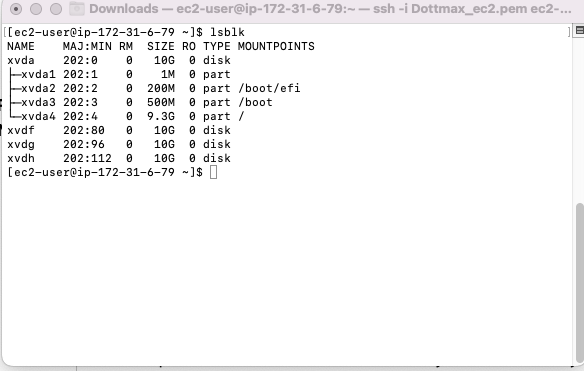 Downloads — ec2-user@ip-172-31-6-79:~ — ssh -i Dottmax_ec2.pem ec2-...
[[ec2-user@ip-172-31-6-79 ~]$ lsblk ]
NAME    MAJ:MIN RM  SIZE RO TYPE MOUNTPOINTS
xvda    202:0    0   10G  0 disk
├─xvda1 202:1    0    1M  0 part
├─xvda2 202:2    0  200M  0 part /boot/efi
├─xvda3 202:3    0  500M  0 part /boot
└─xvda4 202:4    0  9.3G  0 part /
xvdf    202:80   0   10G  0 disk
xvdg    202:96   0   10G  0 disk
xvdh    202:112  0   10G  0 disk
[ec2-user@ip-172-31-6-79 ~]$